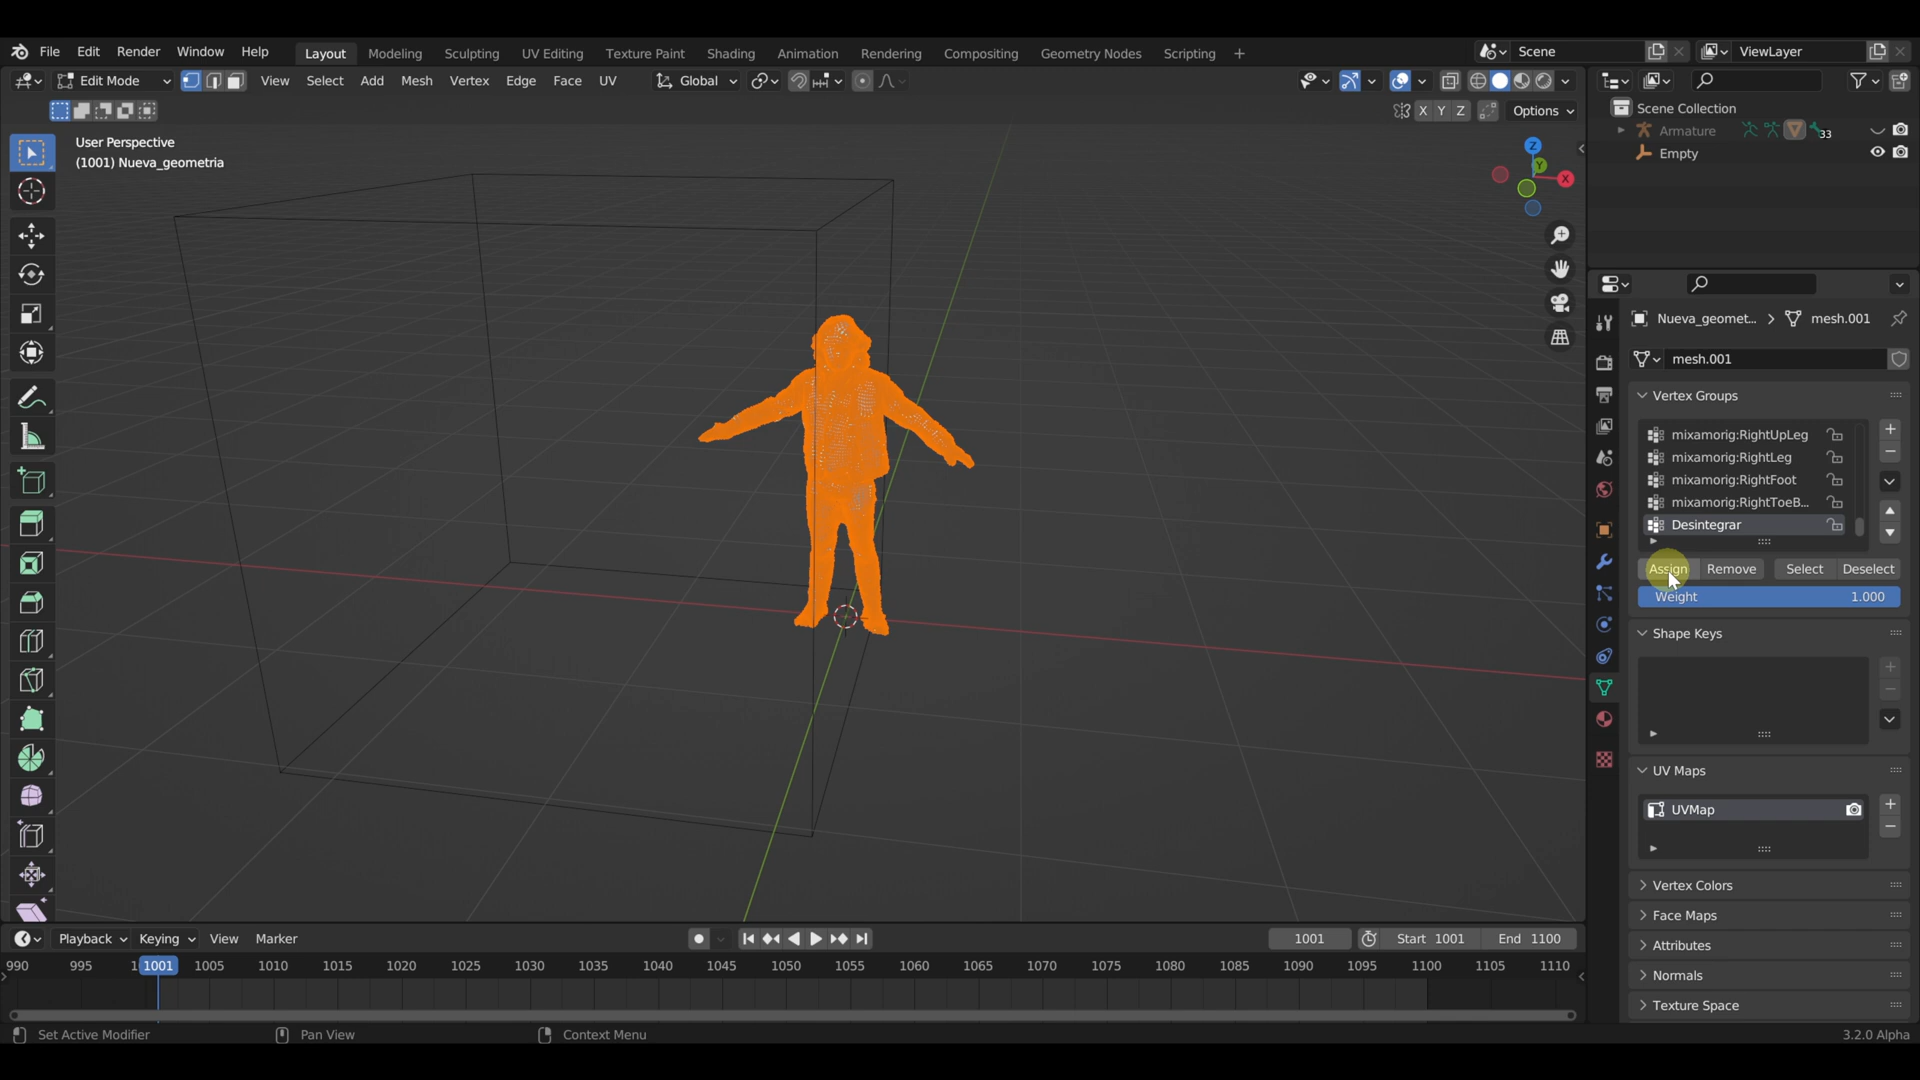 File Edit Render Window Help Layout Modeling Sculpting UV Editing Texture Paint Shading Animation Rendering Compositing Geometry Nodes Scripting + Scene ViewLayer
Edit Mode View Select Add Mesh Vertex Edge Face UV Global
X Y Z Options
User Perspective
(1001) Nueva_geometria
Z
Y
X
Scene Collection
Armature 33
Empty
Nueva_geomet... > mesh.001
mesh.001
Vertex Groups
mixamorig:RightUpLeg
mixamorig:RightLeg
mixamorig:RightFoot
mixamorig:RightToeB...
Desintegrar
Assign Remove Select Deselect
Weight 1.000
Shape Keys
UV Maps
UVMap
Vertex Colors
Face Maps
Attributes
Normals
Texture Space
Playback Keying View Marker 1001 Start 1001 End 1100
990 995 1 1001 1005 1010 1015 1020 1025 1030 1035 1040 1045 1050 1055 1060 1065 1070 1075 1080 1085 1090 1095 1100 1105 1110
Set Active Modifier Pan View Context Menu 3.2.0 Alpha